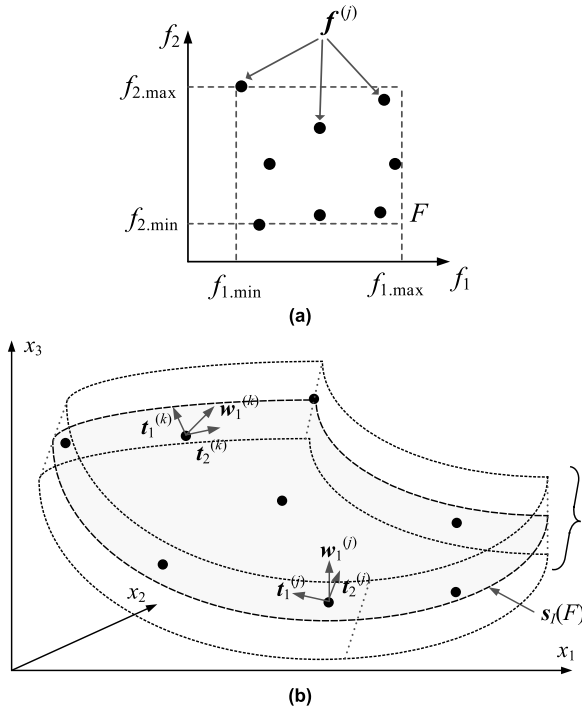 f₂
f⁽ʲ⁾
f₂.max
f₂.min
F
f₁.min
f₁.max
f₁
(a)
x₃
t₁⁽ᵏ⁾
w₁⁽ᵏ⁾
t₂⁽ᵏ⁾
w₁⁽ʲ⁾
t₁⁽ʲ⁾
t₂⁽ʲ⁾
x₂
s_I(F)
x₁
(b)